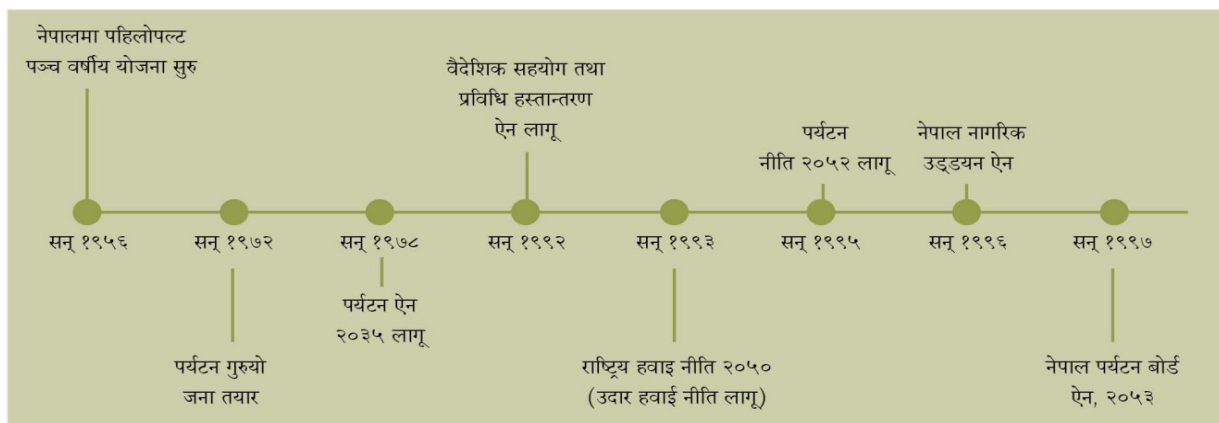 नेपालमा पहिलोपल्ट
पञ्च वर्षीय योजना सुरु
वैदेशिक सहयोग तथा
प्रविधि हस्तान्तरण
ऐन लागू
पर्यटन
नीति २०५२ लागू
नेपाल नागरिक
उड्डयन ऐन
सन् १९५६
सन् १९७२
सन् १९७८
सन् १९९२
सन् १९९३
सन् १९९५
सन् १९९६
सन् १९९७
पर्यटन गुरुयो
जना तयार
पर्यटन ऐन
२०३५ लागू
राष्ट्रिय हवाइ नीति २०५०
(उदार हवाई नीति लागू)
नेपाल पर्यटन बोर्ड
ऐन, २०५३